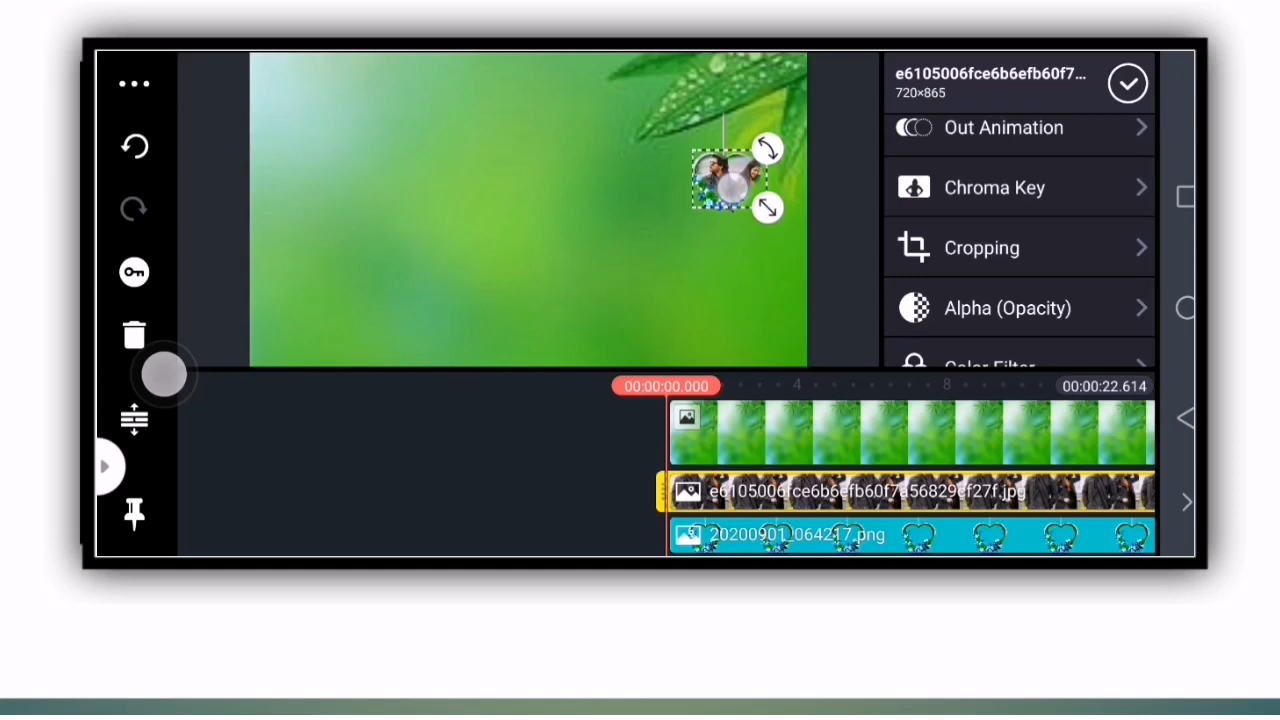 e6105006fce6b6efb60f7...
720×865
Out Animation
Chroma Key
Cropping
Alpha (Opacity)
Color Filter
00:00:00.000
4
8
00:00:22.614
e6105006fce6b6efb60f7a56829cf27f.jpg
20200901_064217.png